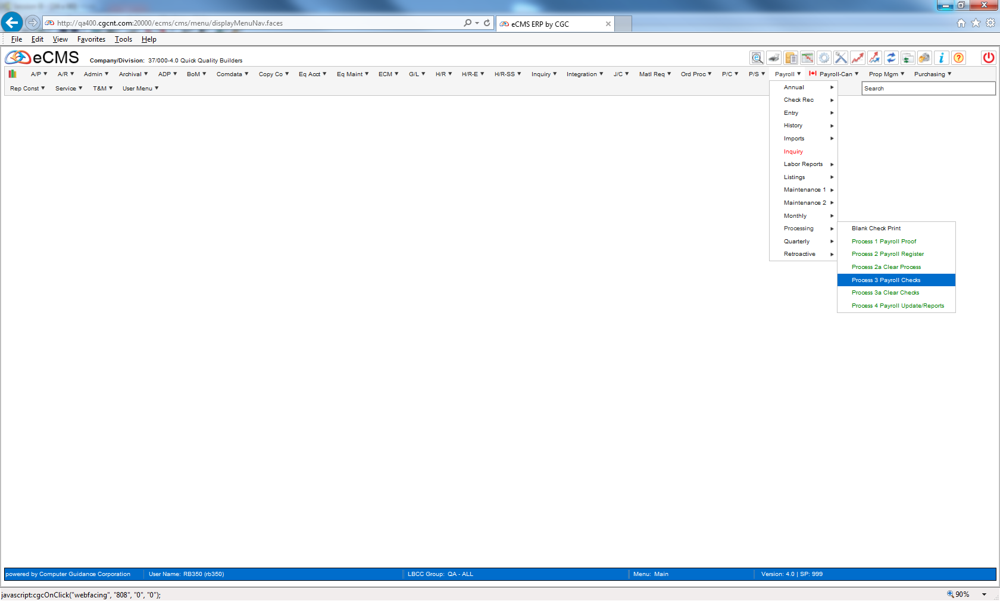 http://qa400.cgcnt.com:20000/ecms/cms/menu/displayMenuNav.faces
eCMS ERP by CGC
File Edit View Favorites Tools Help
eCMS Company/Division: 37/000-4.0 Quick Quality Builders
A/P A/R Admin Archival ADP BoM Comdata Copy Co Eq Acct Eq Maint ECM G/L H/R H/R-E H/R-SS Inquiry Integration J/C Matl Req Ord Proc P/C P/S Payroll Payroll-Can Prop Mgm Purchasing
Rep Const Service T&M User Menu Search
Annual
Check Rec
Entry
History
Imports
Inquiry
Labor Reports
Listings
Maintenance 1
Maintenance 2
Monthly
Processing
Quarterly
Retroactive
Blank Check Print
Process 1 Payroll Proof
Process 2 Payroll Register
Process 2a Clear Process
Process 3 Payroll Checks
Process 3a Clear Checks
Process 4 Payroll Update/Reports
powered by Computer Guidance Corporation User Name: RB350 (rb350) LBCC Group: QA - ALL Menu: Main Version: 4.0 | SP: 999
javascript:cgcOnClick("webfacing", "808", "0", "0"); 90%